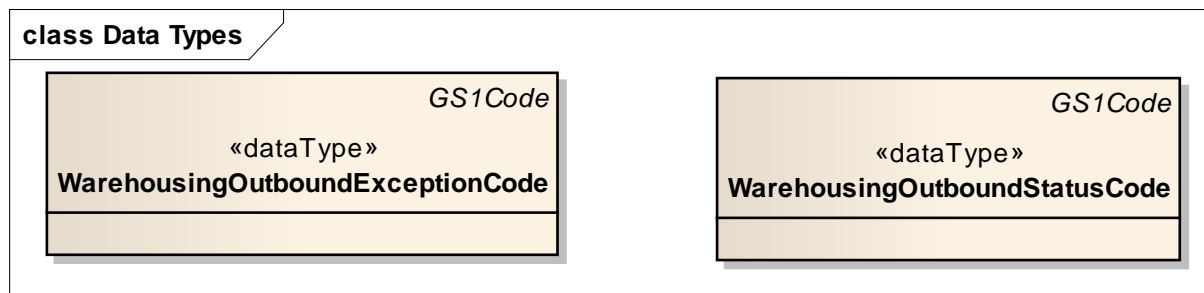 class Data Types
GS1Code
«dataType»
WarehousingOutboundExceptionCode
GS1Code
«dataType»
WarehousingOutboundStatusCode